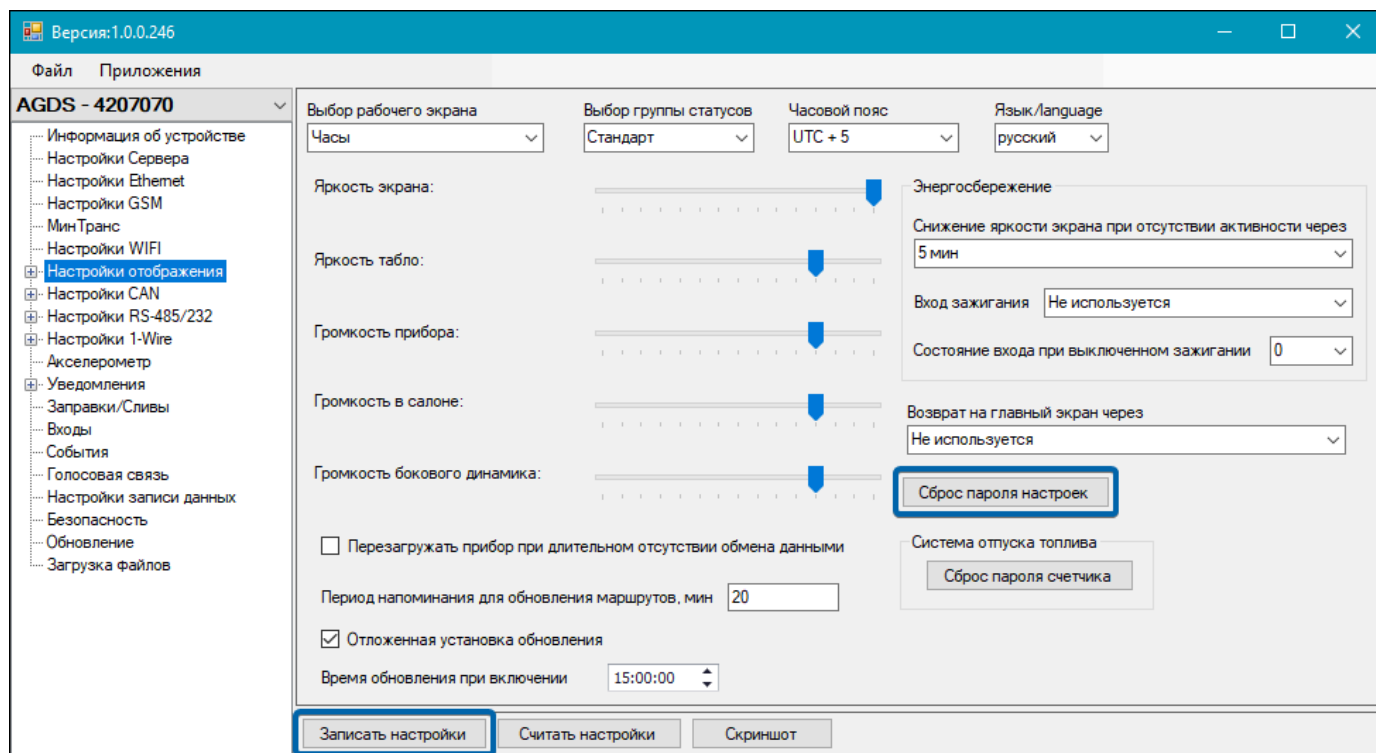 Версия:1.0.0.246
Файл Приложения
AGDS - 4207070
Информация об устройстве
Настройки Сервера
Настройки Ethernet
Настройки GSM
МинТранс
Настройки WIFI
Настройки отображения
Настройки CAN
Настройки RS-485/232
Настройки 1-Wire
Акселерометр
Уведомления
Заправки/Сливы
Входы
События
Голосовая связь
Настройки записи данных
Безопасность
Обновление
Загрузка файлов
Выбор рабочего экрана Выбор группы статусов Часовой пояс Язык/language
Часы Стандарт UTC + 5 русский
Яркость экрана:
Яркость табло:
Громкость прибора:
Громкость в салоне:
Громкость бокового динамика:
Перезагружать прибор при длительном отсутствии обмена данными
Период напоминания для обновления маршрутов, мин 20
Отложенная установка обновления
Время обновления при включении 15:00:00
Энергосбережение
Снижение яркости экрана при отсутствии активности через
5 мин
Вход зажигания Не используется
Состояние входа при выключенном зажигании 0
Возврат на главный экран через
Не используется
Сброс пароля настроек
Система отпуска топлива
Сброс пароля счетчика
Записать настройки Считать настройки Скриншот